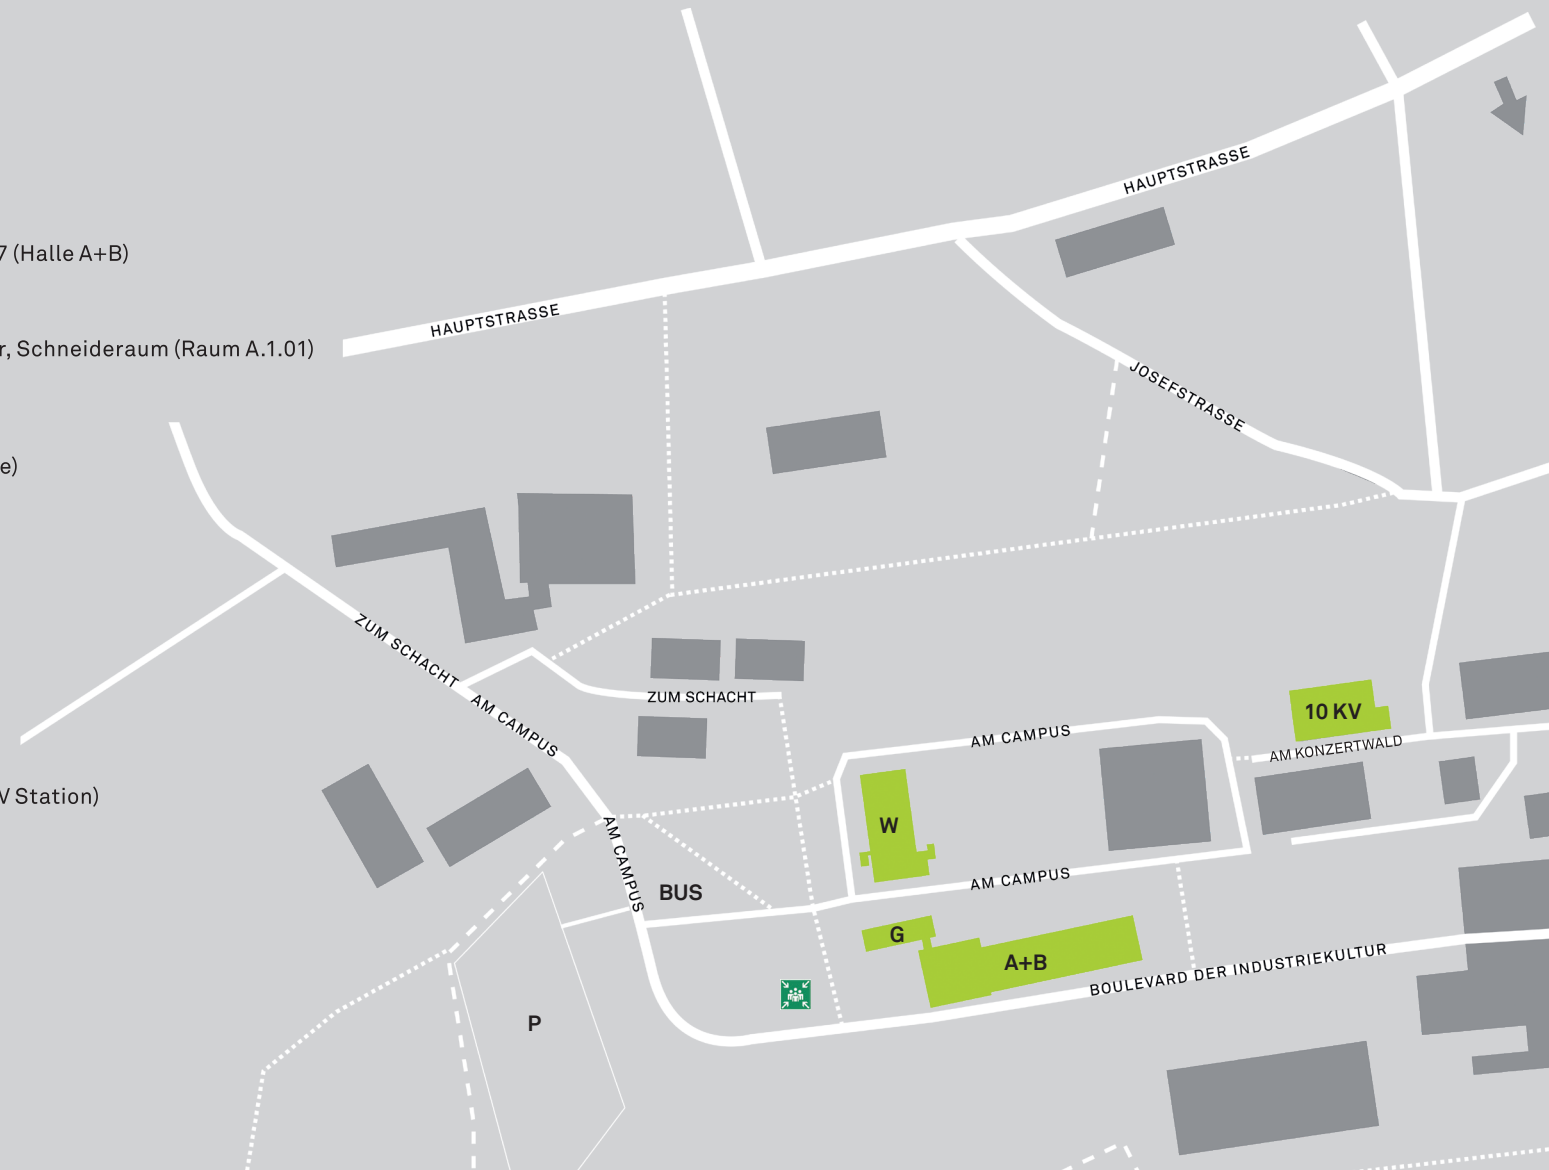 HAUPTSTRASSE
7 (Halle A+B)
HAUPTSTRASSE
r, Schneideraum (Raum A.1.01)
JOSEFSTRASSE
e)
ZUM SCHACHT
ZUM SCHACHT
AM CAMPUS
10 KV
AM CAMPUS
AM KONZERTWALD
V Station)
W
AM CAMPUS
BUS
AM CAMPUS
G
A+B
BOULEVARD DER INDUSTRIEKULTUR
P